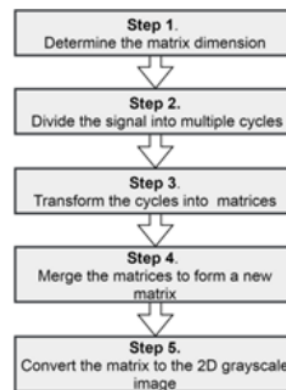 Step 1.
Determine the matrix dimension
Step 2.
Divide the signal into multiple cycles
Step 3.
Transform the cycles into matrices
Step 4.
Merge the matrices to form a new
matrix
Step 5.
Convert the matrix to the 2D grayscale
image